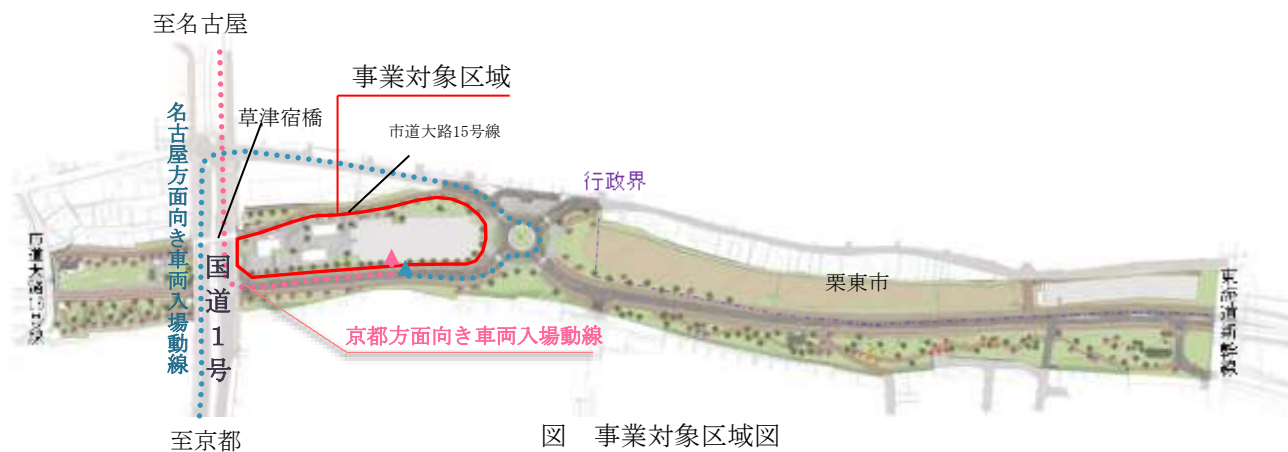 至名古屋
事業対象区域
草津宿橋
市道大路15号線
名古屋方面向き車両入場動線
行政界
国道1号
栗東市
京都方面向き車両入場動線
至京都
図　事業対象区域図